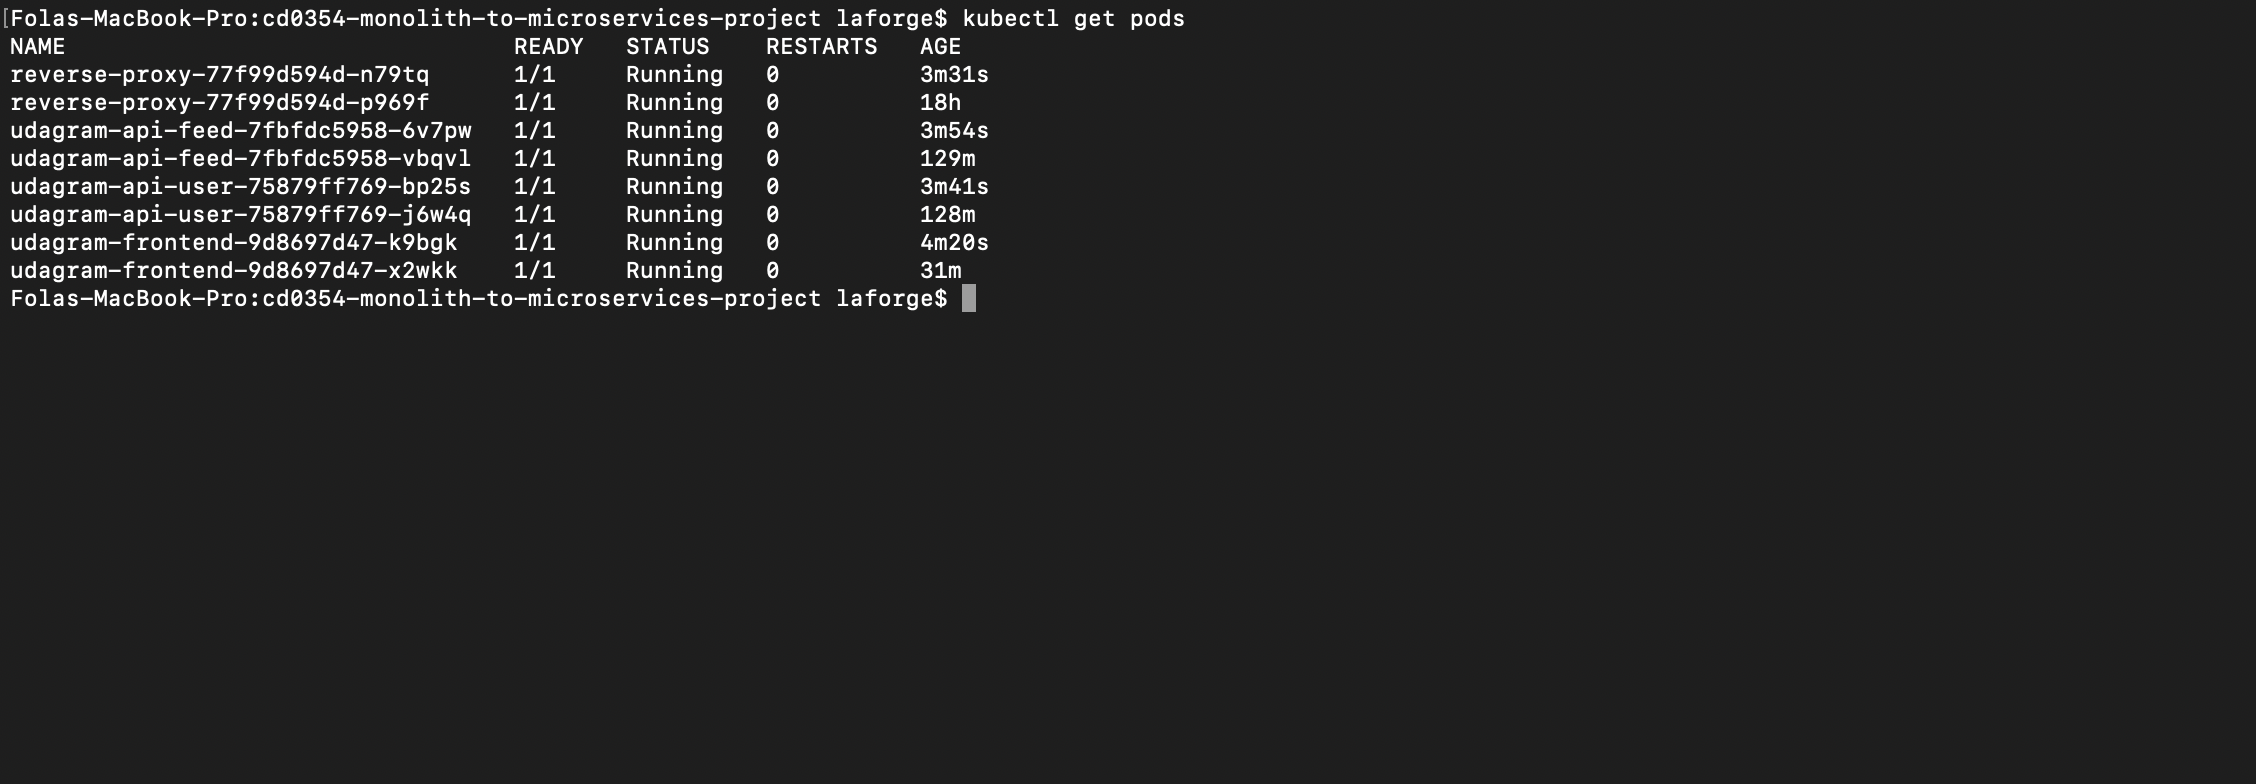 [Folas-MacBook-Pro:cd0354-monolith-to-microservices-project laforge$ kubectl get pods
NAME                                READY   STATUS    RESTARTS   AGE
reverse-proxy-77f99d594d-n79tq      1/1     Running   0          3m31s
reverse-proxy-77f99d594d-p969f      1/1     Running   0          18h
udagram-api-feed-7fbfdc5958-6v7pw   1/1     Running   0          3m54s
udagram-api-feed-7fbfdc5958-vbqvl   1/1     Running   0          129m
udagram-api-user-75879ff769-bp25s   1/1     Running   0          3m41s
udagram-api-user-75879ff769-j6w4q   1/1     Running   0          128m
udagram-frontend-9d8697d47-k9bgk    1/1     Running   0          4m20s
udagram-frontend-9d8697d47-x2wkk    1/1     Running   0          31m
Folas-MacBook-Pro:cd0354-monolith-to-microservices-project laforge$